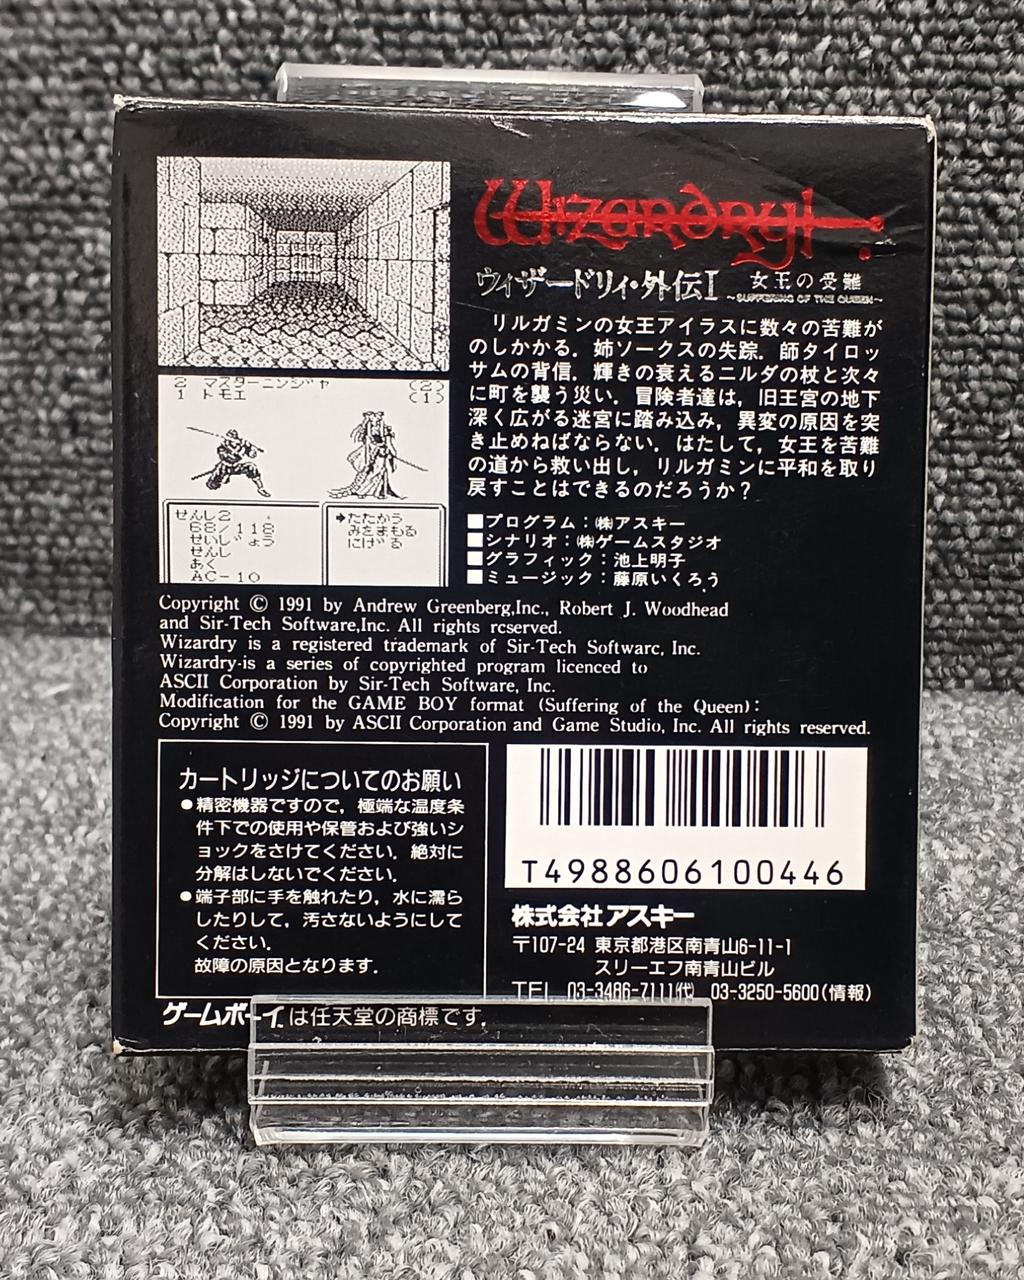 Wizardry
ウィザードリィ・外伝I 女王の受難
～SUFFERING OF THE QUEEN～
リルガミンの女王アイラスに数々の苦難が
のしかかる．姉ソークスの失踪．師タイロッ
サムの背信．輝きの衰えるニルダの杖と次々
に町を襲う災い．冒険者達は，旧王宮の地下
深く広がる迷宮に踏み込み，異変の原因を突
き止めねばならない．はたして，女王を苦難
の道から救い出し，リルガミンに平和を取り
戻すことはできるのだろうか？
2 マスターニンジャ (2)
1 トモエ (1)
せんし2
68/118
せいじょう
せんし
あく
AC-10
➔たたかう
みをまもる
にげる
■プログラム：㈱アスキー
■シナリオ：㈱ゲームスタジオ
■グラフィック：池上明子
■ミュージック：藤原いくろう
Copyright © 1991 by Andrew Greenberg,Inc., Robert J. Woodhead
and Sir-Tech Software,Inc. All rights reserved.
Wizardry is a registered trademark of Sir-Tech Software, Inc.
Wizardry-is a series of copyrighted program licenced to
ASCII Corporation by Sir-Tech Software, Inc.
Modification for the GAME BOY format (Suffering of the Queen):
Copyright © 1991 by ASCII Corporation and Game Studio, Inc. All rights reserved.
カートリッジについてのお願い
●精密機器ですので，極端な温度条
件下での使用や保管および強いシ
ョックをさけてください．絶対に
分解はしないでください．
●端子部に手を触れたり，水に濡ら
したりして，汚さないようにして
ください．
故障の原因となります．
T4988606100446
株式会社アスキー
〒107-24 東京都港区南青山6-11-1
スリーエフ南青山ビル
TEL 03-3486-7111(代) 03-3250-5600(情報)
ゲームボーイは任天堂の商標です．